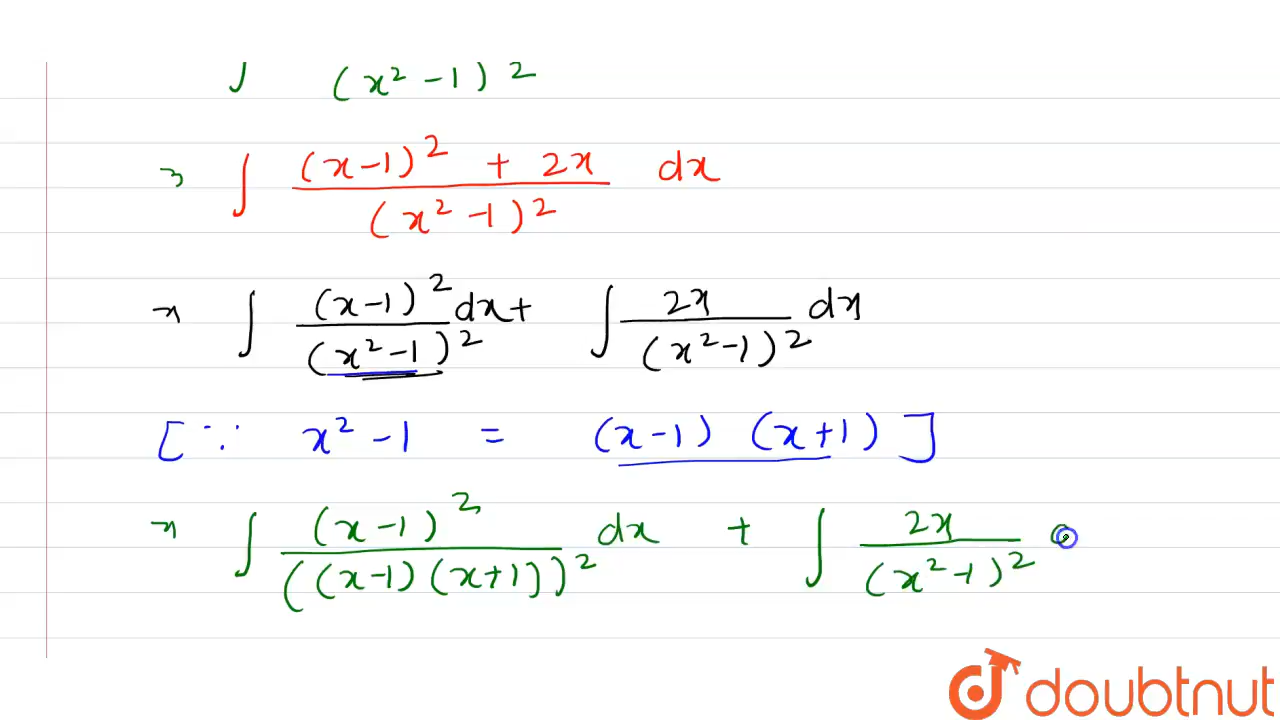 ∫ (x² - 1)²
⇒ ∫ ((x-1)² + 2x)/(x² - 1)² dx
⇒ ∫ (x-1)²/(x² - 1)² dx + ∫ 2x/(x² - 1)² dx
[∵ x² - 1 = (x-1) (x+1)]
⇒ ∫ (x-1)²/((x-1)(x+1))² dx + ∫ 2x/(x² - 1)²
doubtnut